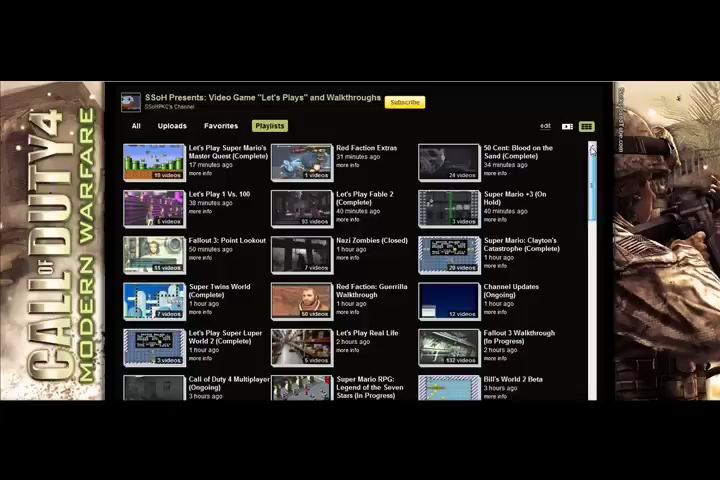 CALL OF DUTY 4
MODERN WARFARE
SSoH Presents: Video Game "Let's Plays" and Walkthroughs
SSoHPKC's Channel
Subscribe
All
Uploads
Favorites
Playlists
edit
Let's Play Super Mario's
Master Quest (Complete)
17 minutes ago
more info
19 videos
Red Faction Extras
31 minute ago
more info
1 videos
50 Cent: Blood on the
Sand (Complete)
34 minute ago
more info
24 videos
Let's Play 1 Vs. 100
38 minute ago
more info
6 videos
Let's Play Fable 2
(Complete)
40 minute ago
more info
93 videos
Super Mario +3 (On
Hold)
40 minute ago
more info
3 videos
Fallout 3: Point Lookout
50 minutes ago
more info
11 videos
Nazi Zombies (Closed)
1 hour ago
more info
7 videos
Super Mario: Clayton's
Catastrophe (Complete)
1 hour ago
more info
20 videos
Super Twins World
(Complete)
1 hour ago
more info
7 videos
Red Faction: Guerrilla
Walkthrough
1 hour ago
more info
50 videos
Channel Updates
(Ongoing)
1 hour ago
more info
12 videos
Let's Play Super Luper
World 2 (Complete)
1 hour ago
more info
3 videos
Let's Play Real Life
2 hours ago
more info
5 videos
Fallout 3 Walkthrough
(In Progress)
2 hours ago
more info
132 videos
Call of Duty 4 Multiplayer
(Ongoing)
3 hours ago
Super Mario RPG:
Legend of the Seven
Stars (In Progress)
Bill's World 2 Beta
3 hours ago
more info